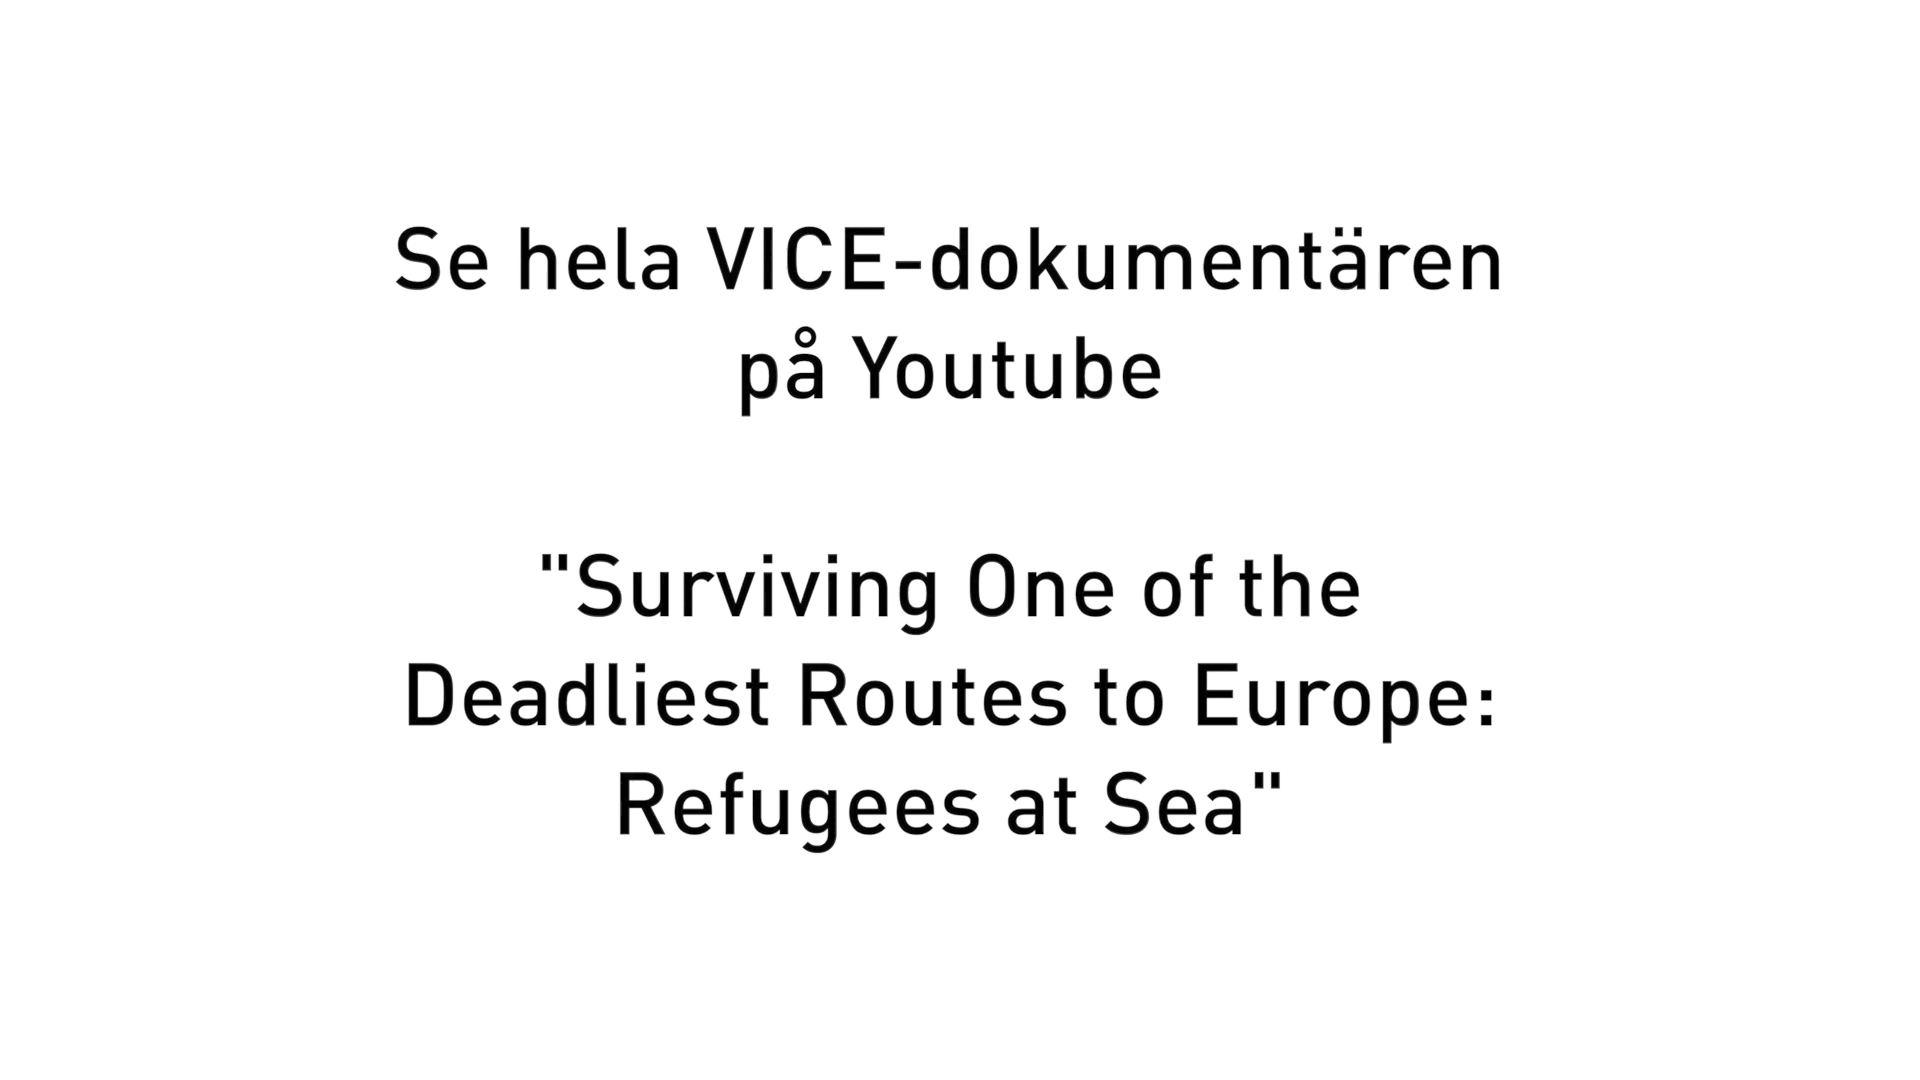 Se hela VICE-dokumentären
på Youtube
"Surviving One of the
Deadliest Routes to Europe:
Refugees at Sea"